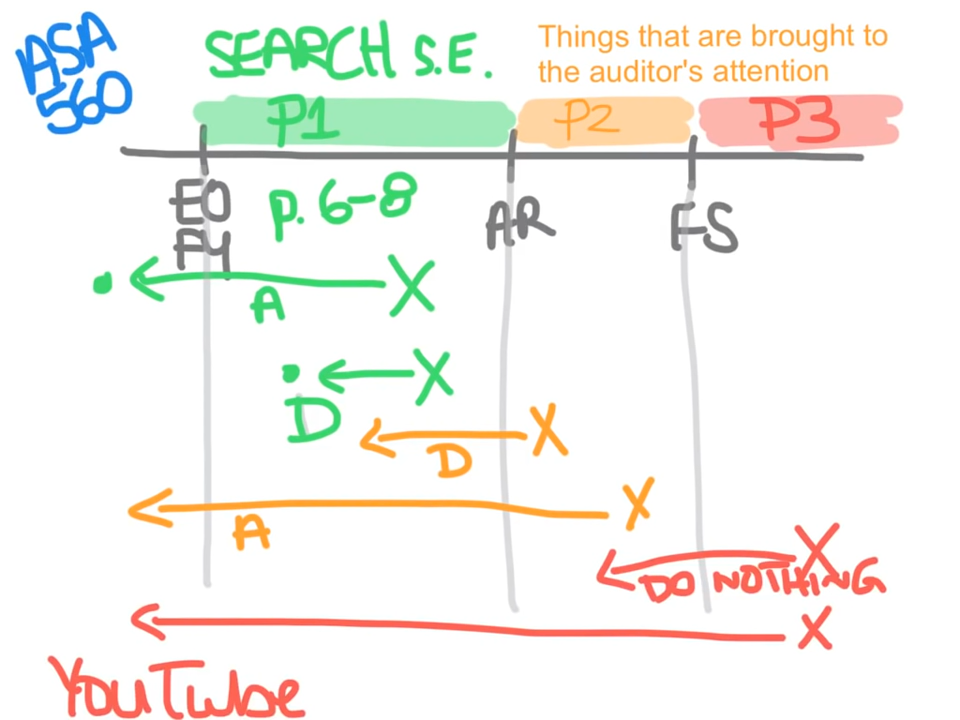 ASA
560
SEARCH S.E.
Things that are brought to
the auditor's attention
P1
P2
P3
EO
FY
p. 6-8
AR
FS
X
A
X
D
X
D
X
A
X
DO NOTHING
X
YouTube